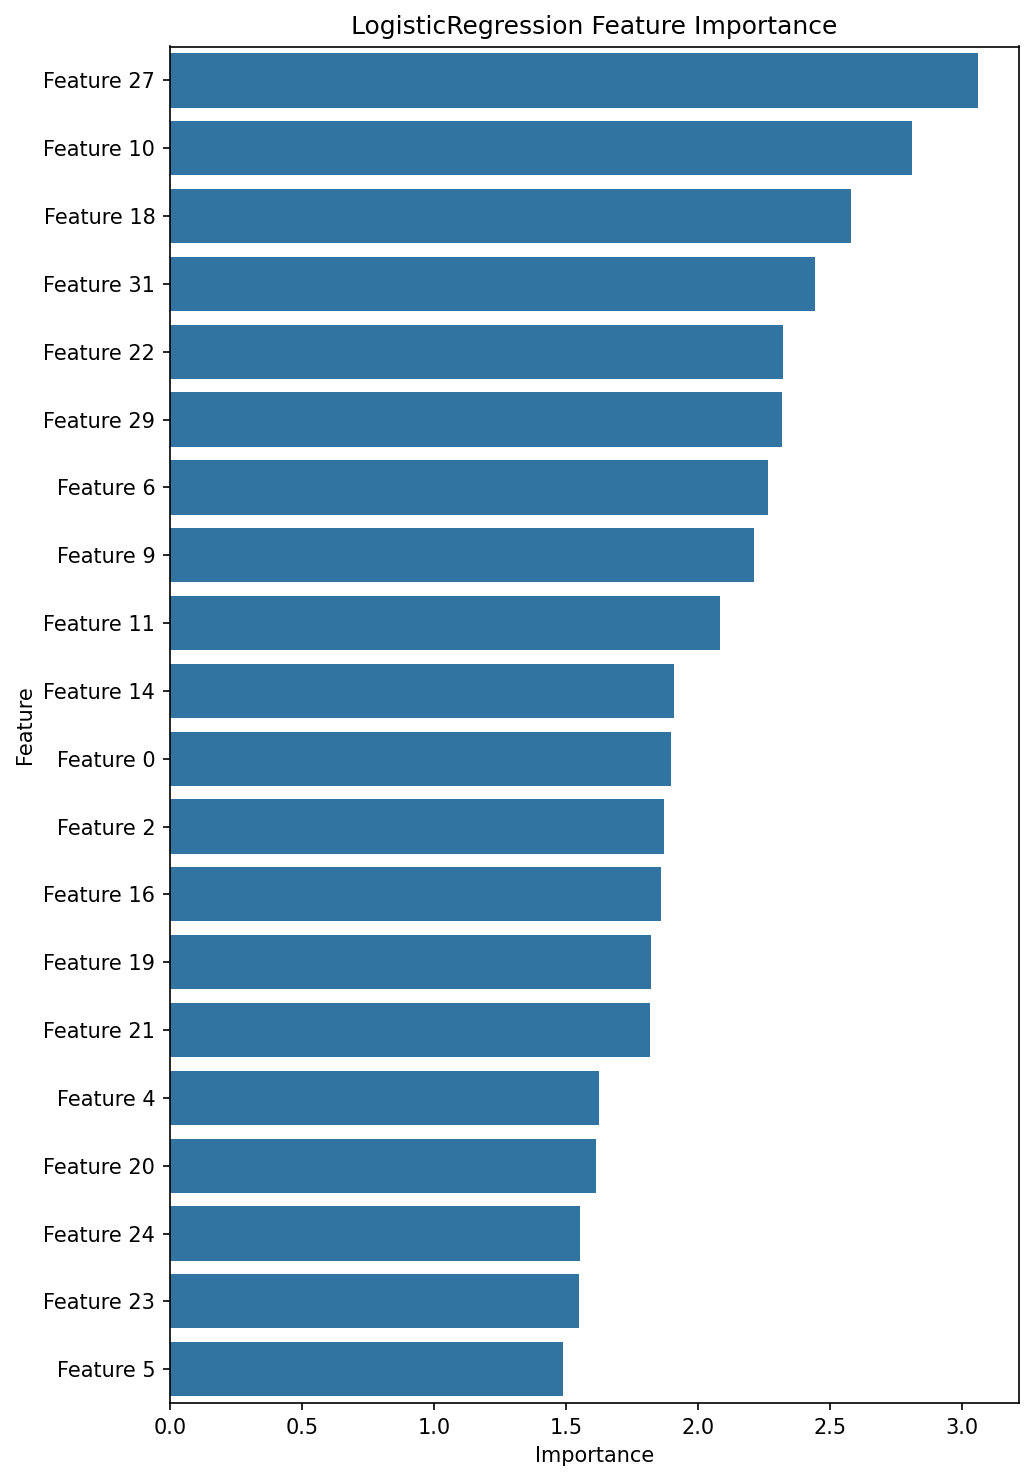 LogisticRegression Feature Importance
Feature 27
Feature 10
Feature 18
Feature 31
Feature 22
Feature 29
Feature 6
Feature 9
Feature 11
Feature 14
Feature 0
Feature 2
Feature 16
Feature 19
Feature 21
Feature 4
Feature 20
Feature 24
Feature 23
Feature 5
Feature
0.0 0.5 1.0 1.5 2.0 2.5 3.0
Importance